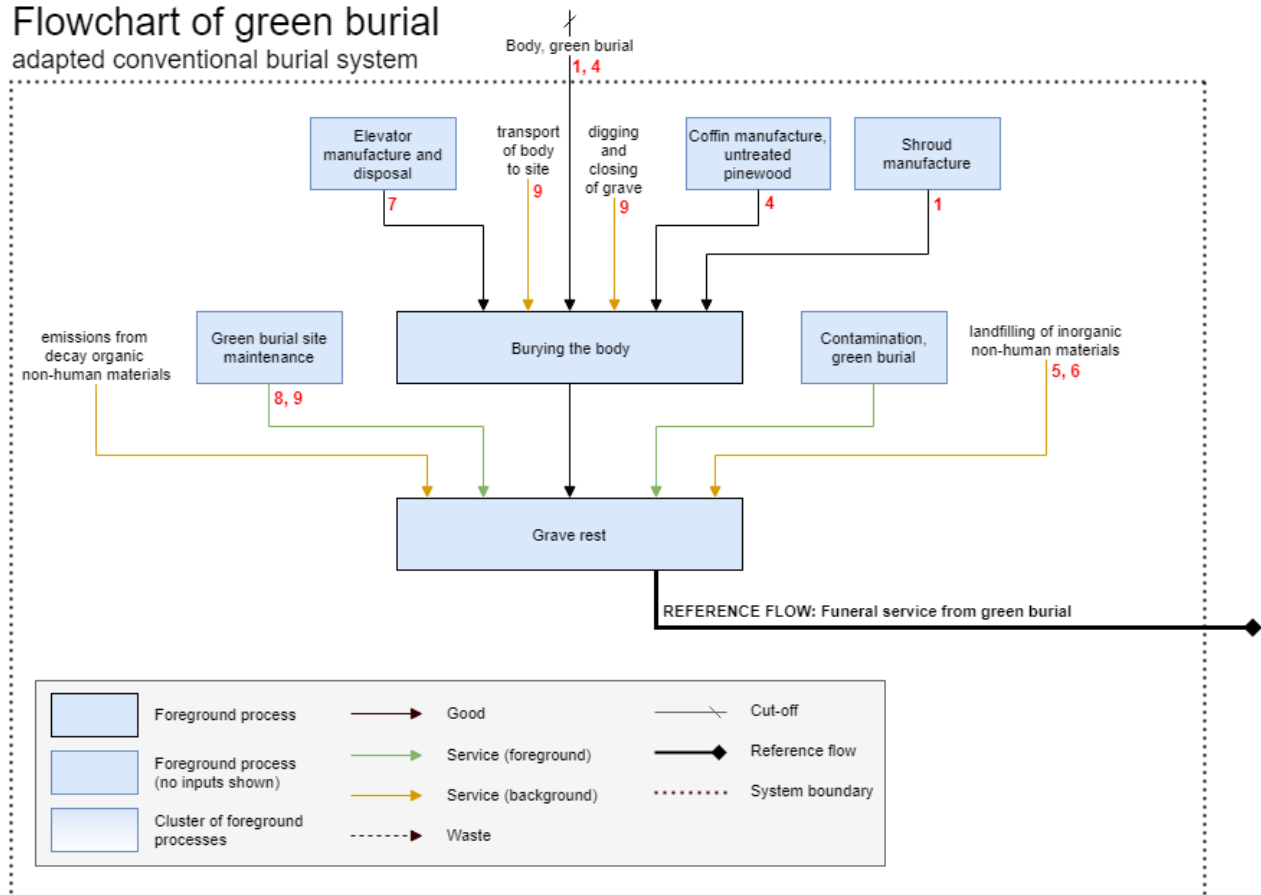 Flowchart of green burial
adapted conventional burial system
Body, green burial
1, 4
Elevator
manufacture and
disposal
7
transport
of body
to site
9
digging
and
closing
of grave
9
Coffin manufacture,
untreated
pinewood
4
Shroud
manufacture
1
emissions from
decay organic
non-human materials
Green burial site
maintenance
8, 9
Burying the body
Contamination,
green burial
landfilling of inorganic
non-human materials
5, 6
Grave rest
REFERENCE FLOW: Funeral service from green burial
Foreground process
Foreground process
(no inputs shown)
Cluster of foreground
processes
Good
Service (foreground)
Service (background)
Waste
Cut-off
Reference flow
System boundary